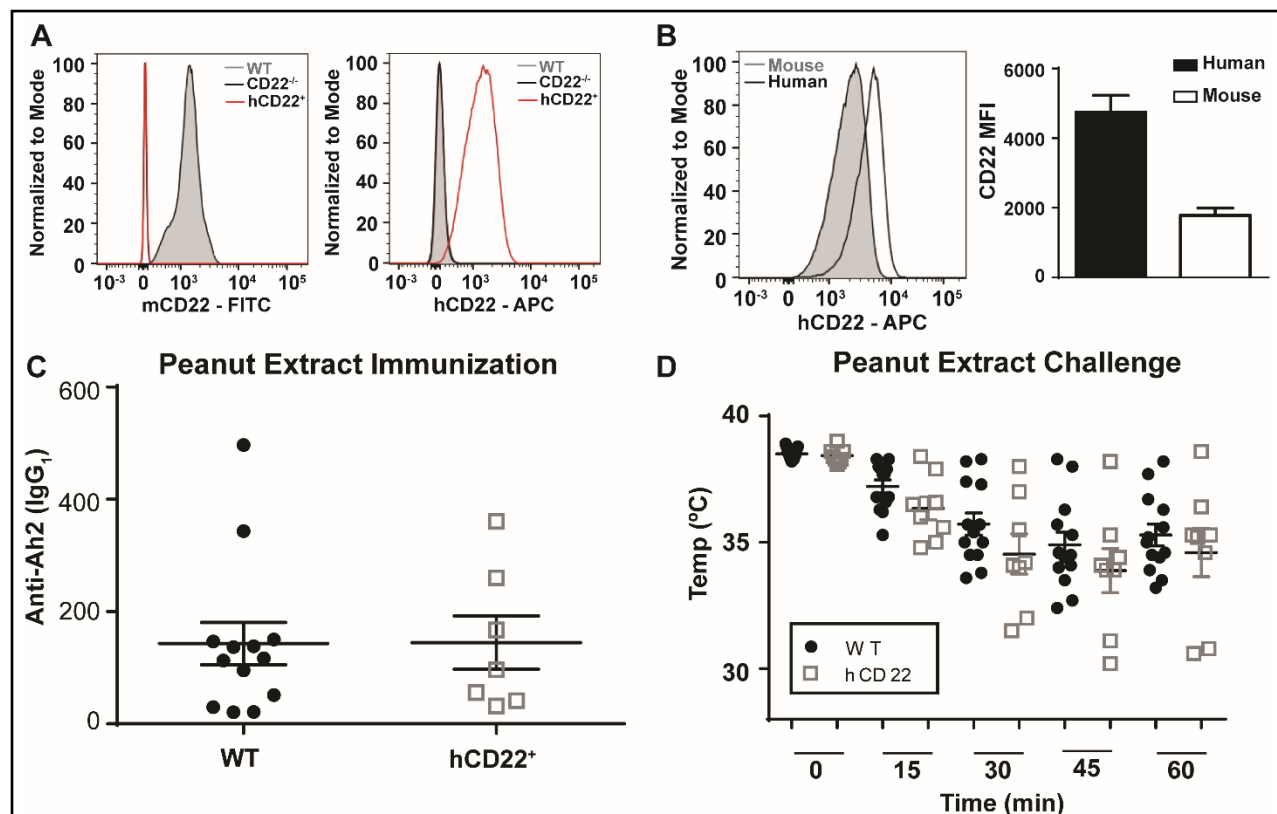 A
Normalized to Mode
100
80
60
40
20
0
WT
CD22-/-
hCD22+
-10-3 0 103 104 105
mCD22 - FITC
Normalized to Mode
100
80
60
40
20
0
WT
CD22-/-
hCD22+
-10-3 0 103 104 105
hCD22 - APC
B
Normalized to Mode
100
80
60
40
20
0
Mouse
Human
-10-3 0 103 104 105
hCD22 - APC
CD22 MFI
6000
4000
2000
0
Human
Mouse
C
Peanut Extract Immunization
Anti-Ah2 (IgG1)
600
400
200
0
WT hCD22+
D
Peanut Extract Challenge
Temp (ºC)
40
35
30
WT
hCD22
0 15 30 45 60
Time (min)